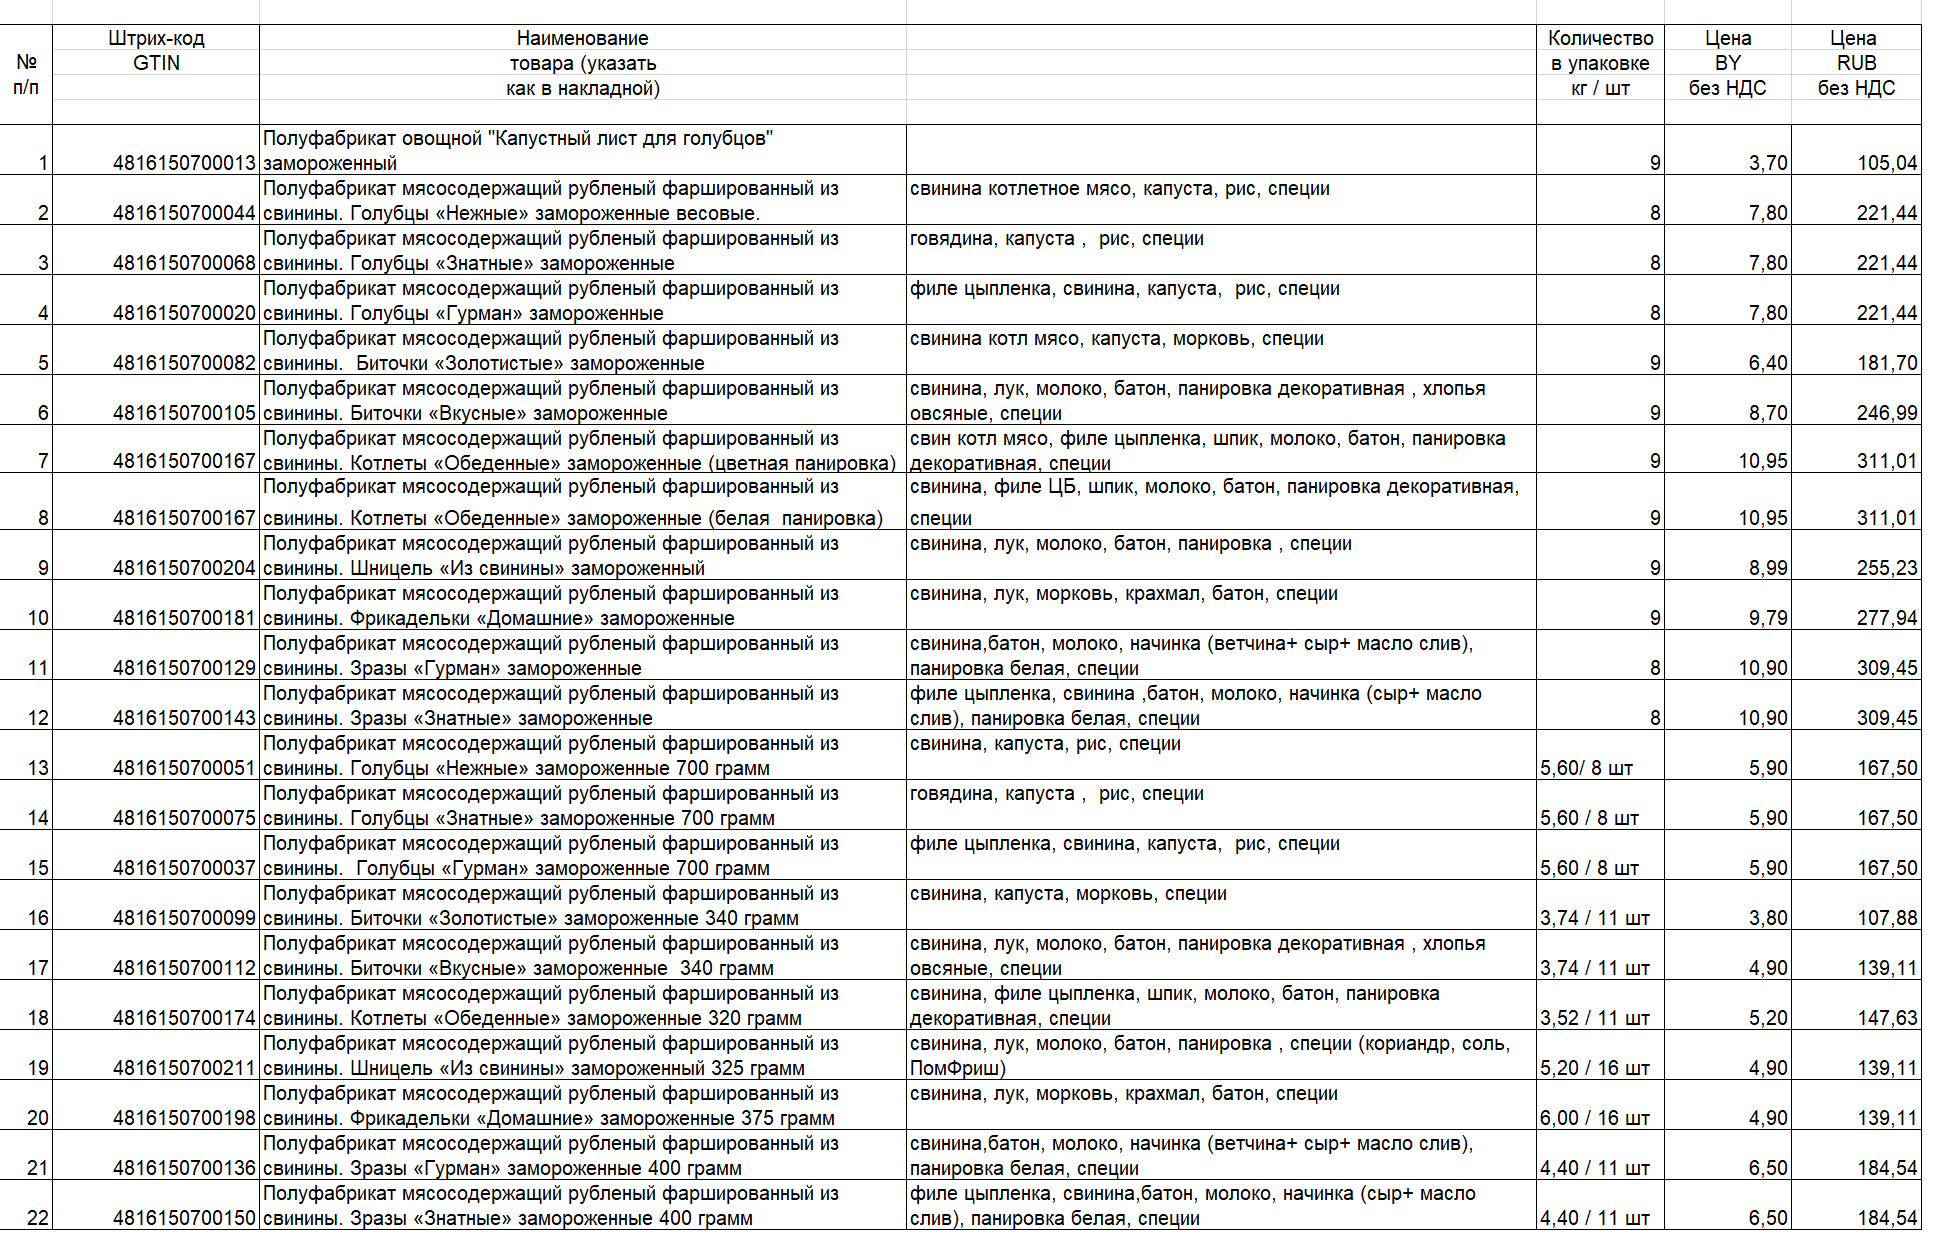 № п/п | Штрих-код GTIN | Наименование товара (указать как в накладной) | | Количество в упаковке кг / шт | Цена BY без НДС | Цена RUB без НДС
1 | 4816150700013 | Полуфабрикат овощной "Капустный лист для голубцов" замороженный | | 9 | 3,70 | 105,04
2 | 4816150700044 | Полуфабрикат мясосодержащий рубленый фаршированный из свинины. Голубцы «Нежные» замороженные весовые. | свинина котлетное мясо, капуста, рис, специи | 8 | 7,80 | 221,44
3 | 4816150700068 | Полуфабрикат мясосодержащий рубленый фаршированный из свинины. Голубцы «Знатные» замороженные | говядина, капуста ,  рис, специи | 8 | 7,80 | 221,44
4 | 4816150700020 | Полуфабрикат мясосодержащий рубленый фаршированный из свинины. Голубцы «Гурман» замороженные | филе цыпленка, свинина, капуста,  рис, специи | 8 | 7,80 | 221,44
5 | 4816150700082 | Полуфабрикат мясосодержащий рубленый фаршированный из свинины.  Биточки «Золотистые» замороженные | свинина котл мясо, капуста, морковь, специи | 9 | 6,40 | 181,70
6 | 4816150700105 | Полуфабрикат мясосодержащий рубленый фаршированный из свинины. Биточки «Вкусные» замороженные | свинина, лук, молоко, батон, панировка декоративная , хлопья овсяные, специи | 9 | 8,70 | 246,99
7 | 4816150700167 | Полуфабрикат мясосодержащий рубленый фаршированный из свинины. Котлеты «Обеденные» замороженные (цветная панировка) | свин котл мясо, филе цыпленка, шпик, молоко, батон, панировка декоративная, специи | 9 | 10,95 | 311,01
8 | 4816150700167 | Полуфабрикат мясосодержащий рубленый фаршированный из свинины. Котлеты «Обеденные» замороженные (белая  панировка) | свинина, филе ЦБ, шпик, молоко, батон, панировка декоративная, специи | 9 | 10,95 | 311,01
9 | 4816150700204 | Полуфабрикат мясосодержащий рубленый фаршированный из свинины. Шницель «Из свинины» замороженный | свинина, лук, молоко, батон, панировка , специи | 9 | 8,99 | 255,23
10 | 4816150700181 | Полуфабрикат мясосодержащий рубленый фаршированный из свинины. Фрикадельки «Домашние» замороженные | свинина, лук, морковь, крахмал, батон, специи | 9 | 9,79 | 277,94
11 | 4816150700129 | Полуфабрикат мясосодержащий рубленый фаршированный из свинины. Зразы «Гурман» замороженные | свинина,батон, молоко, начинка (ветчина+ сыр+ масло слив), панировка белая, специи | 8 | 10,90 | 309,45
12 | 4816150700143 | Полуфабрикат мясосодержащий рубленый фаршированный из свинины. Зразы «Знатные» замороженные | филе цыпленка, свинина ,батон, молоко, начинка (сыр+ масло слив), панировка белая, специи | 8 | 10,90 | 309,45
13 | 4816150700051 | Полуфабрикат мясосодержащий рубленый фаршированный из свинины. Голубцы «Нежные» замороженные 700 грамм | свинина, капуста, рис, специи | 5,60/ 8 шт | 5,90 | 167,50
14 | 4816150700075 | Полуфабрикат мясосодержащий рубленый фаршированный из свинины. Голубцы «Знатные» замороженные 700 грамм | говядина, капуста ,  рис, специи | 5,60 / 8 шт | 5,90 | 167,50
15 | 4816150700037 | Полуфабрикат мясосодержащий рубленый фаршированный из свинины.  Голубцы «Гурман» замороженные 700 грамм | филе цыпленка, свинина, капуста,  рис, специи | 5,60 / 8 шт | 5,90 | 167,50
16 | 4816150700099 | Полуфабрикат мясосодержащий рубленый фаршированный из свинины. Биточки «Золотистые» замороженные 340 грамм | свинина, капуста, морковь, специи | 3,74 / 11 шт | 3,80 | 107,88
17 | 4816150700112 | Полуфабрикат мясосодержащий рубленый фаршированный из свинины. Биточки «Вкусные» замороженные  340 грамм | свинина, лук, молоко, батон, панировка декоративная , хлопья овсяные, специи | 3,74 / 11 шт | 4,90 | 139,11
18 | 4816150700174 | Полуфабрикат мясосодержащий рубленый фаршированный из свинины. Котлеты «Обеденные» замороженные 320 грамм | свинина, филе цыпленка, шпик, молоко, батон, панировка декоративная, специи | 3,52 / 11 шт | 5,20 | 147,63
19 | 4816150700211 | Полуфабрикат мясосодержащий рубленый фаршированный из свинины. Шницель «Из свинины» замороженный 325 грамм | свинина, лук, молоко, батон, панировка , специи (кориандр, соль, ПомФриш) | 5,20 / 16 шт | 4,90 | 139,11
20 | 4816150700198 | Полуфабрикат мясосодержащий рубленый фаршированный из свинины. Фрикадельки «Домашние» замороженные 375 грамм | свинина, лук, морковь, крахмал, батон, специи | 6,00 / 16 шт | 4,90 | 139,11
21 | 4816150700136 | Полуфабрикат мясосодержащий рубленый фаршированный из свинины. Зразы «Гурман» замороженные 400 грамм | свинина,батон, молоко, начинка (ветчина+ сыр+ масло слив), панировка белая, специи | 4,40 / 11 шт | 6,50 | 184,54
22 | 4816150700150 | Полуфабрикат мясосодержащий рубленый фаршированный из свинины. Зразы «Знатные» замороженные 400 грамм | филе цыпленка, свинина,батон, молоко, начинка (сыр+ масло слив), панировка белая, специи | 4,40 / 11 шт | 6,50 | 184,54